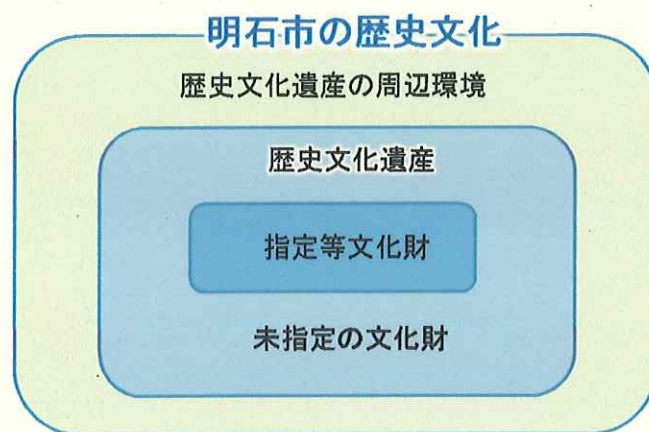 明石市の歴史文化
歴史文化遺産の周辺環境
歴史文化遺産
指定等文化財
未指定の文化財